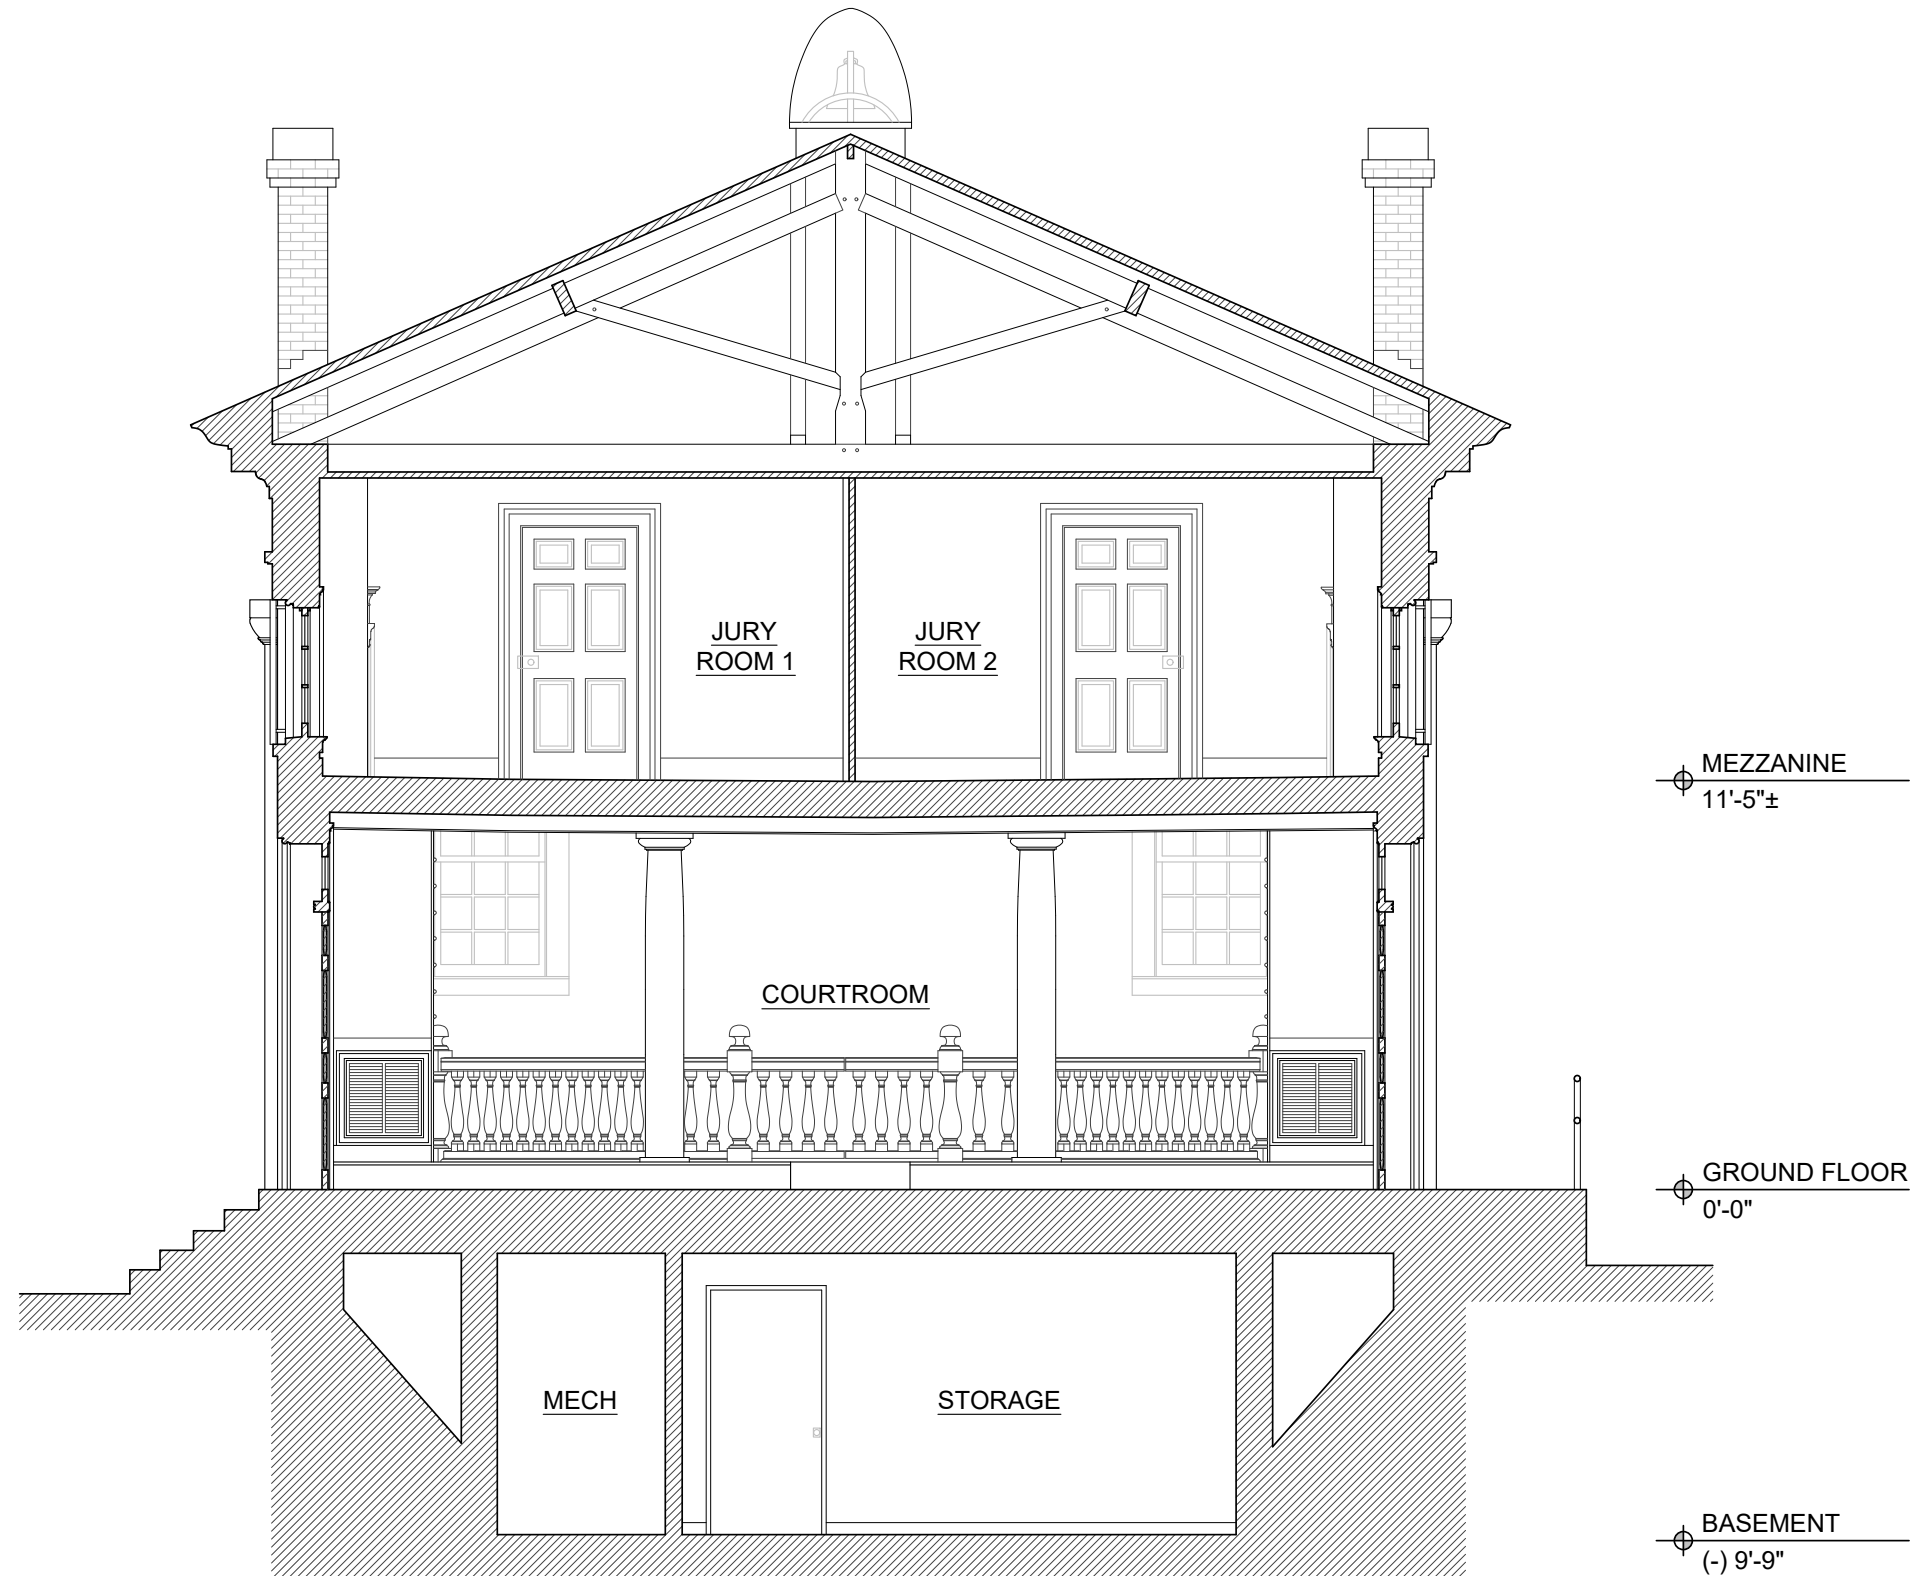 JURY
ROOM 1
JURY
ROOM 2
MEZZANINE
11'-5"±
COURTROOM
GROUND FLOOR
0'-0"
MECH
STORAGE
BASEMENT
(-) 9'-9"